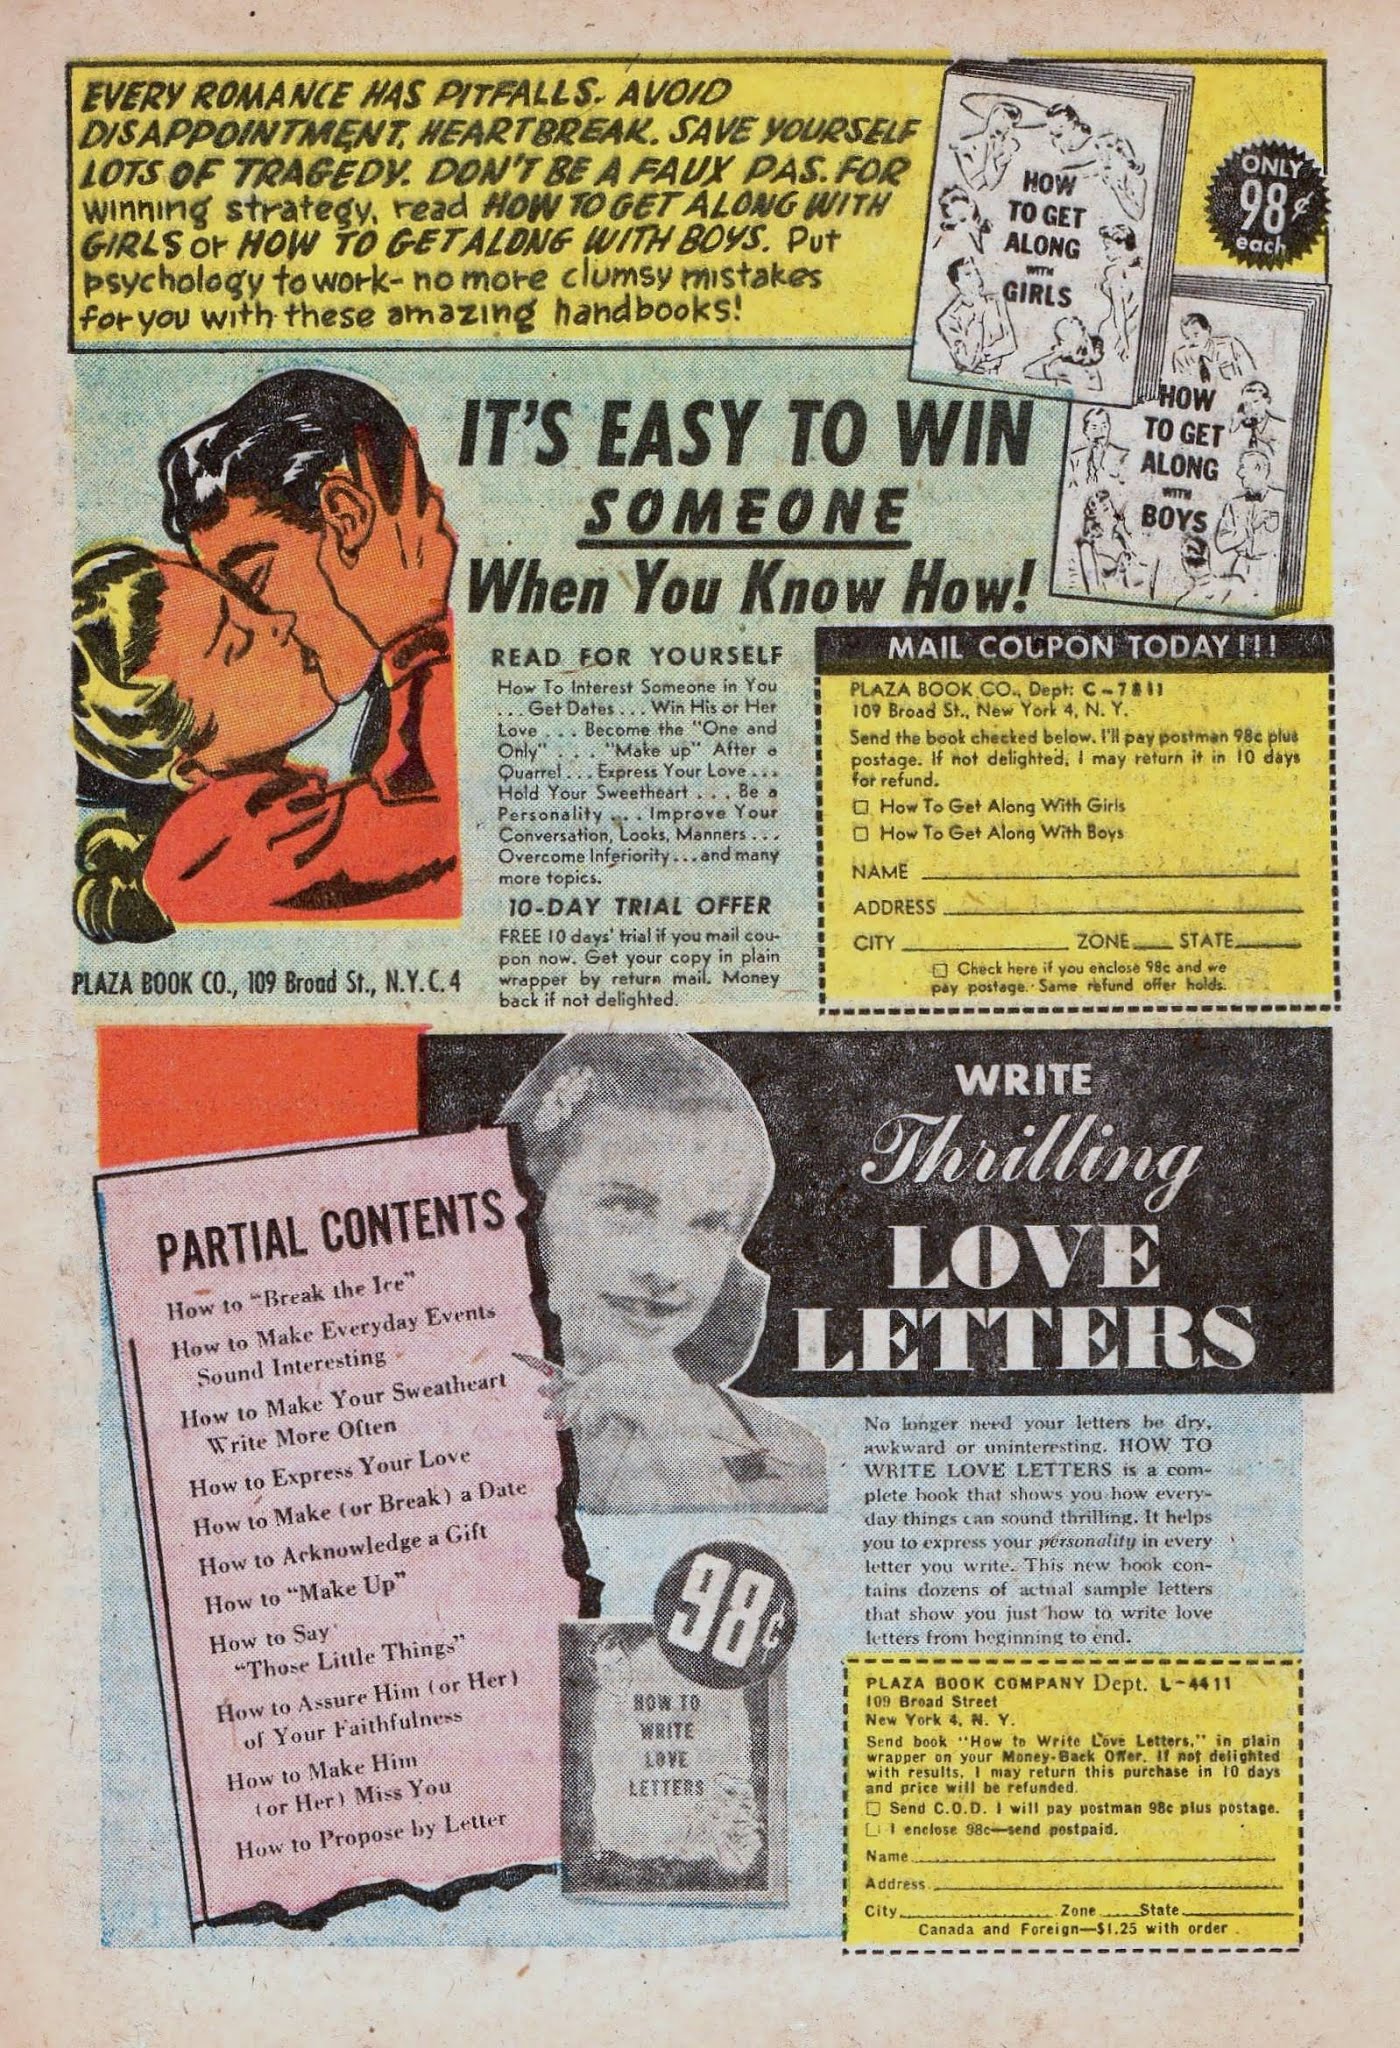 EVERY ROMANCE HAS PITFALLS. AVOID
DISAPPOINTMENT, HEARTBREAK. SAVE YOURSELF
LOTS OF TRAGEDY. DON'T BE A FAUX PAS. FOR
winning strategy, read HOW TO GET ALONG WITH
GIRLS or HOW TO GET ALONG WITH BOYS. Put
psychology to work- no more clumsy mistakes
for you with these amazing handbooks!
HOW
TO GET
ALONG
WITH
GIRLS
ONLY
98¢
each
HOW
TO GET
ALONG
WITH
BOYS
IT'S EASY TO WIN
SOMEONE
When You Know How!
READ FOR YOURSELF
How To Interest Someone in You
... Get Dates ... Win His or Her
Love ... Become the "One and
Only" ... "Make up" After a
Quarrel ... Express Your Love ...
Hold Your Sweetheart ... Be a
Personality ... Improve Your
Conversation, Looks, Manners ...
Overcome Inferiority ... and many
more topics.
10-DAY TRIAL OFFER
FREE 10 days' trial if you mail cou-
pon now. Get your copy in plain
wrapper by return mail. Money
back if not delighted.
PLAZA BOOK CO., 109 Broad St., N.Y.C. 4
MAIL COUPON TODAY!!!
PLAZA BOOK CO., Dept: C-7811
109 Broad St., New York 4, N. Y.
Send the book checked below. I'll pay postman 98c plus
postage. If not delighted, I may return it in 10 days
for refund.
☐ How To Get Along With Girls
☐ How To Get Along With Boys
NAME
ADDRESS
CITY ZONE STATE
☐ Check here if you enclose 98c and we
pay postage. Same refund offer holds.
WRITE
Thrilling
LOVE
LETTERS
PARTIAL CONTENTS
How to "Break the Ice"
How to Make Everyday Events
Sound Interesting
How to Make Your Sweatheart
Write More Often
How to Express Your Love
How to Make (or Break) a Date
How to Acknowledge a Gift
How to "Make Up"
How to Say
"Those Little Things"
How to Assure Him (or Her)
of Your Faithfulness
How to Make Him
(or Her) Miss You
How to Propose by Letter
98¢
HOW TO
WRITE
LOVE
LETTERS
No longer need your letters be dry,
awkward or uninteresting. HOW TO
WRITE LOVE LETTERS is a com-
plete book that shows you how every-
day things can sound thrilling. It helps
you to express your personality in every
letter you write. This new book con-
tains dozens of actual sample letters
that show you just how to write love
letters from beginning to end.
PLAZA BOOK COMPANY Dept. L-4411
109 Broad Street
New York 4, N. Y.
Send book "How to Write Love Letters," in plain
wrapper on your Money-Back Offer. If not delighted
with results, I may return this purchase in 10 days
and price will be refunded.
☐ Send C.O.D. I will pay postman 98c plus postage.
☐ I enclose 98c—send postpaid.
Name
Address
City Zone State
Canada and Foreign—$1.25 with order